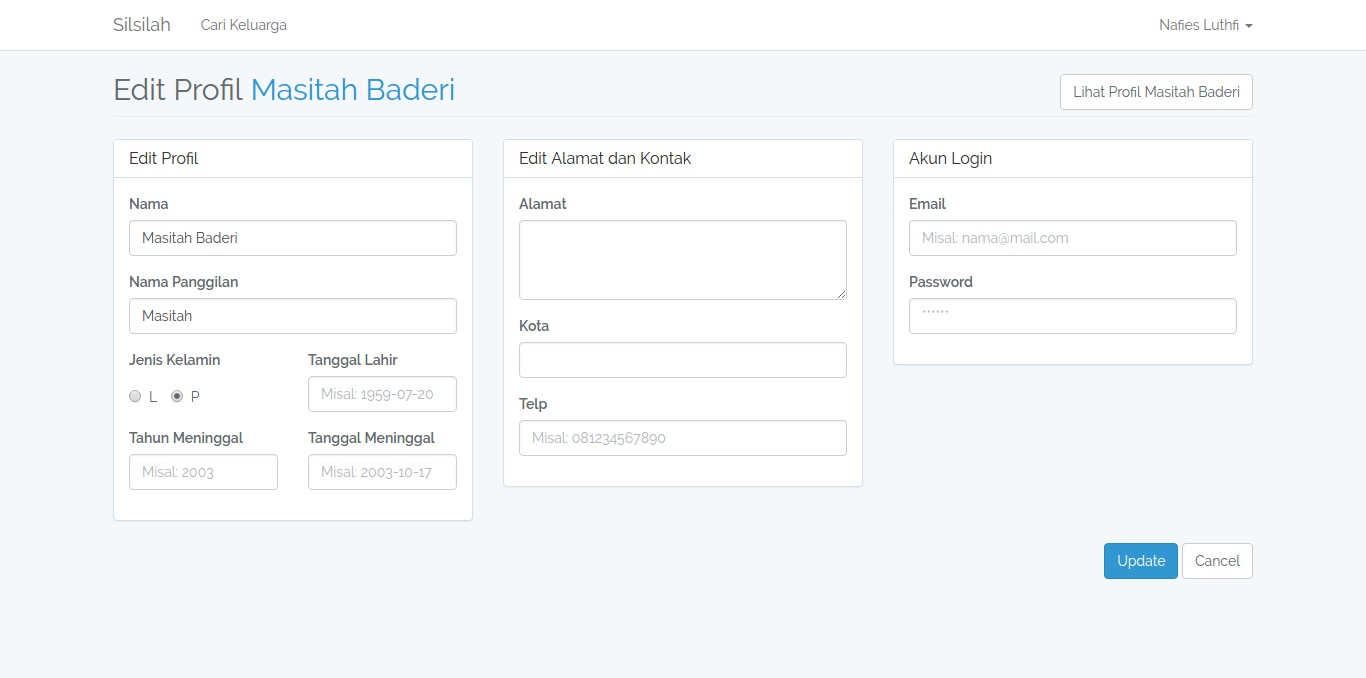 Silsilah Cari Keluarga Nafies Luthfi
Edit Profil Masitah Baderi
Lihat Profil Masitah Baderi
Edit Profil
Nama
Masitah Baderi
Nama Panggilan
Masitah
Jenis Kelamin
L P
Tanggal Lahir
Misal: 1959-07-20
Tahun Meninggal
Misal: 2003
Tanggal Meninggal
Misal: 2003-10-17
Edit Alamat dan Kontak
Alamat
Kota
Telp
Misal: 081234567890
Akun Login
Email
Misal: nama@mail.com
Password
******
Update Cancel